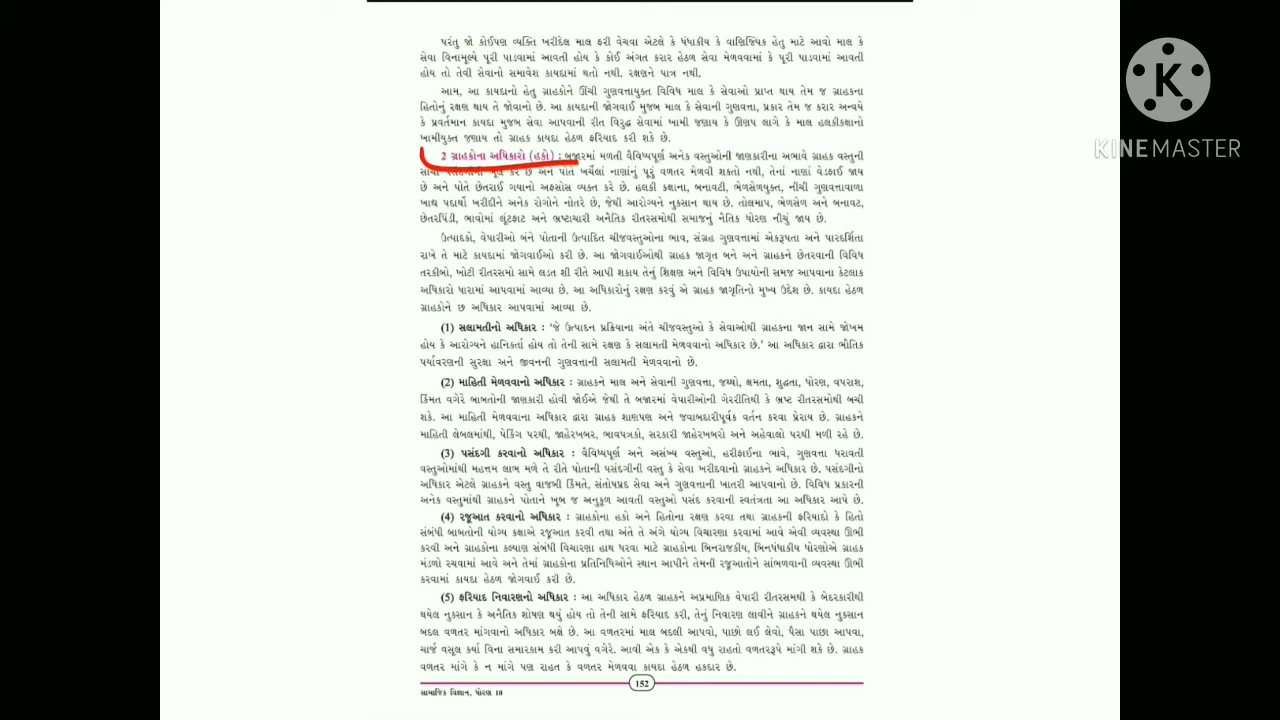 પરંતુ જો કોઈપણ વ્યક્તિ ખરીદેલ માલ ફરી વેચવા એટલે કે ધંધાકીય કે વાણિજ્યિક હેતુ માટે આવો માલ કે
સેવા વિનામૂલ્યે પૂરી પાડવામાં આવતી હોય કે કોઈ અંગત કરાર હેઠળ સેવા મેળવવામાં કે પૂરી પાડવામાં આવતી
હોય તો તેવી સેવાનો સમાવેશ કાયદામાં થતો નથી. રક્ષણને પાત્ર નથી.
આમ, આ કાયદાનો હેતુ ગ્રાહકોને ઊંચી ગુણવત્તાયુક્ત વિવિધ માલ કે સેવાઓ પ્રાપ્ત થાય તેમ જ ગ્રાહકના
હિતોનું રક્ષણ થાય તે જોવાનો છે. આ કાયદાની જોગવાઈ મુજબ માલ કે સેવાની ગુણવત્તા, પ્રકાર તેમ જ કરાર અન્વયે
કે પ્રવર્તમાન કાયદા મુજબ સેવા આપવાની રીત વિરુદ્ધ સેવામાં ખામી જણાય કે ઊણપ લાગે કે માલ હલકીકક્ષાનો
ખામીયુક્ત જણાય તો ગ્રાહક કાયદા હેઠળ ફરિયાદ કરી શકે છે.
2 ગ્રાહકોના અધિકારો (હકો) : બજારમાં મળતી વૈવિધ્યપૂર્ણ અનેક વસ્તુઓની જાણકારીના અભાવે ગ્રાહક વસ્તુની
કરે છે અને પોતે ખર્ચેલાં નાણાંનું પૂરું વળતર મેળવી શકતો નથી, તેનાં નાણાં વેડફાઈ જાય
છે અને પોતે છેતરાઈ ગયાનો અફસોસ વ્યક્ત કરે છે. હલકી કક્ષાના, બનાવટી, ભેળસેળયુક્ત, નીચી ગુણવત્તાવાળા
ખાદ્ય પદાર્થો ખરીદીને અનેક રોગોને નોતરે છે, જેથી આરોગ્યને નુકસાન થાય છે. તોલમાપ, ભેળસેળ અને બનાવટ,
છેતરપિંડી, ભાવોમાં લૂંટફાટ અને ભ્રષ્ટાચારી અનૈતિક રીતરસમોથી સમાજનું નૈતિક ધોરણ નીચું જાય છે.
ઉત્પાદકો, વેપારીઓ બંને પોતાની ઉત્પાદિત ચીજવસ્તુઓના ભાવ, સંગ્રહ ગુણવત્તામાં એકરૂપતા અને પારદર્શિતા
રાખે તે માટે કાયદામાં જોગવાઈઓ કરી છે. આ જોગવાઈઓથી ગ્રાહક જાગૃત બને અને ગ્રાહકને છેતરવાની વિવિધ
તરકીબો, ખોટી રીતરસમો સામે લડત શી રીતે આપી શકાય તેનું શિક્ષણ અને વિવિધ ઉપાયોની સમજ આપવાના કેટલાક
અધિકારો ધારામાં આપવામાં આવ્યા છે. આ અધિકારોનું રક્ષણ કરવું એ ગ્રાહક જાગૃતિનો મુખ્ય ઉદ્દેશ છે. કાયદા હેઠળ
ગ્રાહકોને છ અધિકાર આપવામાં આવ્યા છે.
(1) સલામતીનો અધિકાર : ‘જે ઉત્પાદન પ્રક્રિયાના અંતે ચીજવસ્તુઓ કે સેવાઓથી ગ્રાહકના જાન સામે જોખમ
હોય કે આરોગ્યને હાનિકર્તા હોય તો તેની સામે રક્ષણ કે સલામતી મેળવવાનો અધિકાર છે.’ આ અધિકાર દ્વારા ભૌતિક
પર્યાવરણની સુરક્ષા અને જીવનની ગુણવત્તાની સલામતી મેળવવાનો છે.
(2) માહિતી મેળવવાનો અધિકાર : ગ્રાહકને માલ અને સેવાની ગુણવત્તા, જથ્થો, ક્ષમતા, શુદ્ધતા, ધોરણ, વપરાશ,
કિંમત વગેરે બાબતોની જાણકારી હોવી જોઈએ જેથી તે બજારમાં વેપારીઓની ગેરરીતિથી કે ભ્રષ્ટ રીતરસમોથી બચી
શકે. આ માહિતી મેળવવાના અધિકાર દ્વારા ગ્રાહક શાણપણ અને જવાબદારીપૂર્વક વર્તન કરવા પ્રેરાય છે. ગ્રાહકને
માહિતી લેબલમાંથી, પેકિંગ પરથી, જાહેરખબર, ભાવપત્રકો, સરકારી જાહેરખબરો અને અહેવાલો પરથી મળી રહે છે.
(3) પસંદગી કરવાનો અધિકાર : વૈવિધ્યપૂર્ણ અને અસંખ્ય વસ્તુઓ, હરીફાઈના ભાવે, ગુણવત્તા ધરાવતી
વસ્તુઓમાંથી મહત્તમ લાભ મળે તે રીતે પોતાની પસંદગીની વસ્તુ કે સેવા ખરીદવાનો ગ્રાહકને અધિકાર છે. પસંદગીનો
અધિકાર એટલે ગ્રાહકને વસ્તુ વાજબી કિંમતે, સંતોષપ્રદ સેવા અને ગુણવત્તાની ખાતરી આપવાનો છે. વિવિધ પ્રકારની
અનેક વસ્તુમાંથી ગ્રાહકને પોતાને ખૂબ જ અનુકૂળ આવતી વસ્તુઓ પસંદ કરવાની સ્વતંત્રતા આ અધિકાર આપે છે.
(4) રજૂઆત કરવાનો અધિકાર : ગ્રાહકોના હકો અને હિતોના રક્ષણ કરવા તથા ગ્રાહકની ફરિયાદો કે હિતો
સંબંધી બાબતોની યોગ્ય કક્ષાએ રજૂઆત કરવી તથા અંતે તે અંગે યોગ્ય વિચારણા કરવામાં આવે એવી વ્યવસ્થા ઊભી
કરવી અને ગ્રાહકોના કલ્યાણ સંબંધી વિચારણા હાથ ધરવા માટે ગ્રાહકોના બિનરાજકીય, બિનધંધાકીય ધોરણોએ ગ્રાહક
મંડળો રચવામાં આવે અને તેમાં ગ્રાહકોના પ્રતિનિધિઓને સ્થાન આપીને તેમની રજૂઆતોને સાંભળવાની વ્યવસ્થા ઊભી
કરવામાં કાયદા હેઠળ જોગવાઈ કરી છે.
(5) ફરિયાદ નિવારણનો અધિકાર : આ અધિકાર હેઠળ ગ્રાહકને અપ્રમાણિક વેપારી રીતરસમથી કે બેદરકારીથી
થયેલ નુકસાન કે અનૈતિક શોષણ થયું હોય તો તેની સામે ફરિયાદ કરી, તેનું નિવારણ લાવીને ગ્રાહકને થયેલ નુકસાન
બદલ વળતર માંગવાનો અધિકાર બક્ષે છે. આ વળતરમાં માલ બદલી આપવો, પાછો લઈ લેવો, પૈસા પાછા આપવા,
ચાર્જ વસૂલ કર્યા વિના સમારકામ કરી આપવું વગેરે. આવી એક કે એકથી વધુ રાહતો વળતરરૂપે માંગી શકે છે. ગ્રાહક
વળતર માંગે કે ન માંગે પણ રાહત કે વળતર મેળવવા કાયદા હેઠળ હકદાર છે.
152
સામાજિક વિજ્ઞાન, ધોરણ 10
K
KINEMASTER